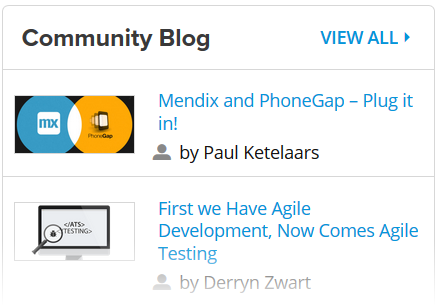 Community Blog
VIEW ALL
mx
PhoneGap
Mendix and PhoneGap – Plug it
in!
by Paul Ketelaars
</ATS>
<TESTING>
First we Have Agile
Development, Now Comes Agile
Testing
by Derryn Zwart